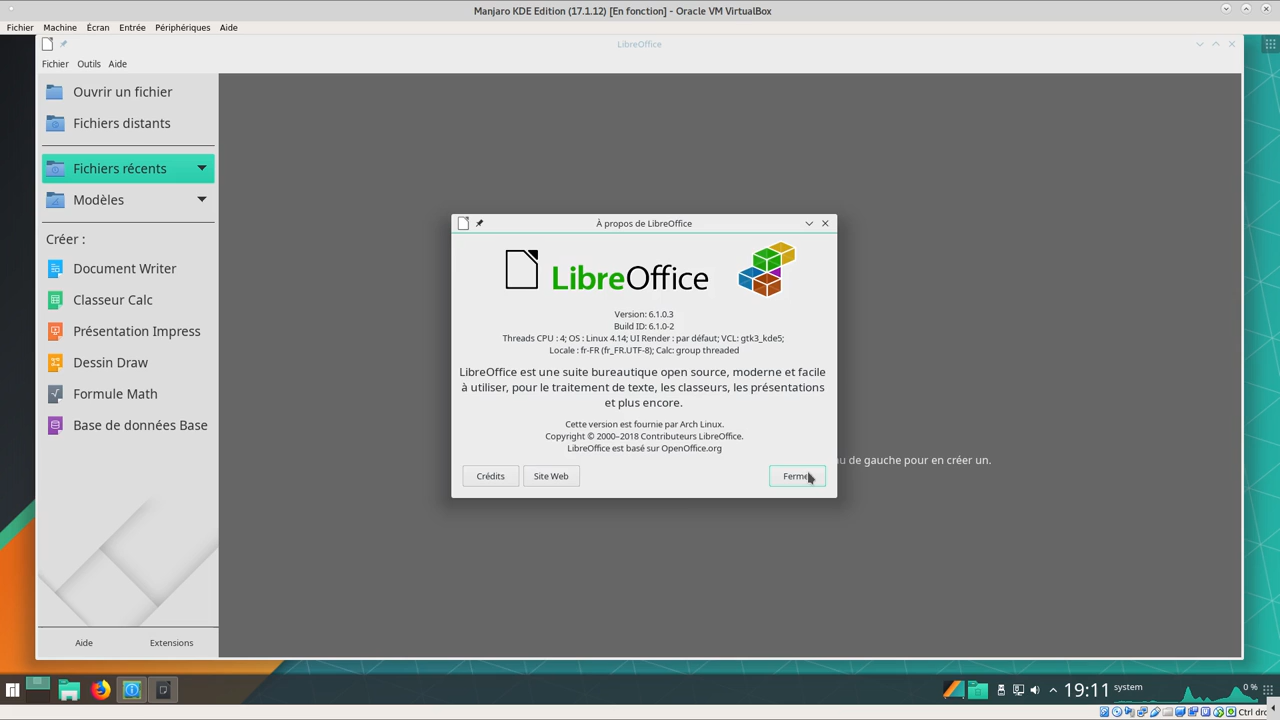 Manjaro KDE Edition (17.1.12) [En fonction] - Oracle VM VirtualBox
Fichier Machine Écran Entrée Périphériques Aide
LibreOffice
Fichier Outils Aide
Ouvrir un fichier
Fichiers distants
Fichiers récents
Modèles
Créer :
Document Writer
Classeur Calc
Présentation Impress
Dessin Draw
Formule Math
Base de données Base
Aide Extensions
À propos de LibreOffice
LibreOffice
Version: 6.1.0.3
Build ID: 6.1.0-2
Threads CPU : 4; OS : Linux 4.14; UI Render : par défaut; VCL: gtk3_kde5;
Locale : fr-FR (fr_FR.UTF-8); Calc: group threaded
LibreOffice est une suite bureautique open source, moderne et facile
à utiliser, pour le traitement de texte, les classeurs, les présentations
et plus encore.
Cette version est fournie par Arch Linux.
Copyright © 2000–2018 Contributeurs LibreOffice.
LibreOffice est basé sur OpenOffice.org
Crédits Site Web Ferme
de gauche pour en créer un.
19:11 system 0 %
Ctrl